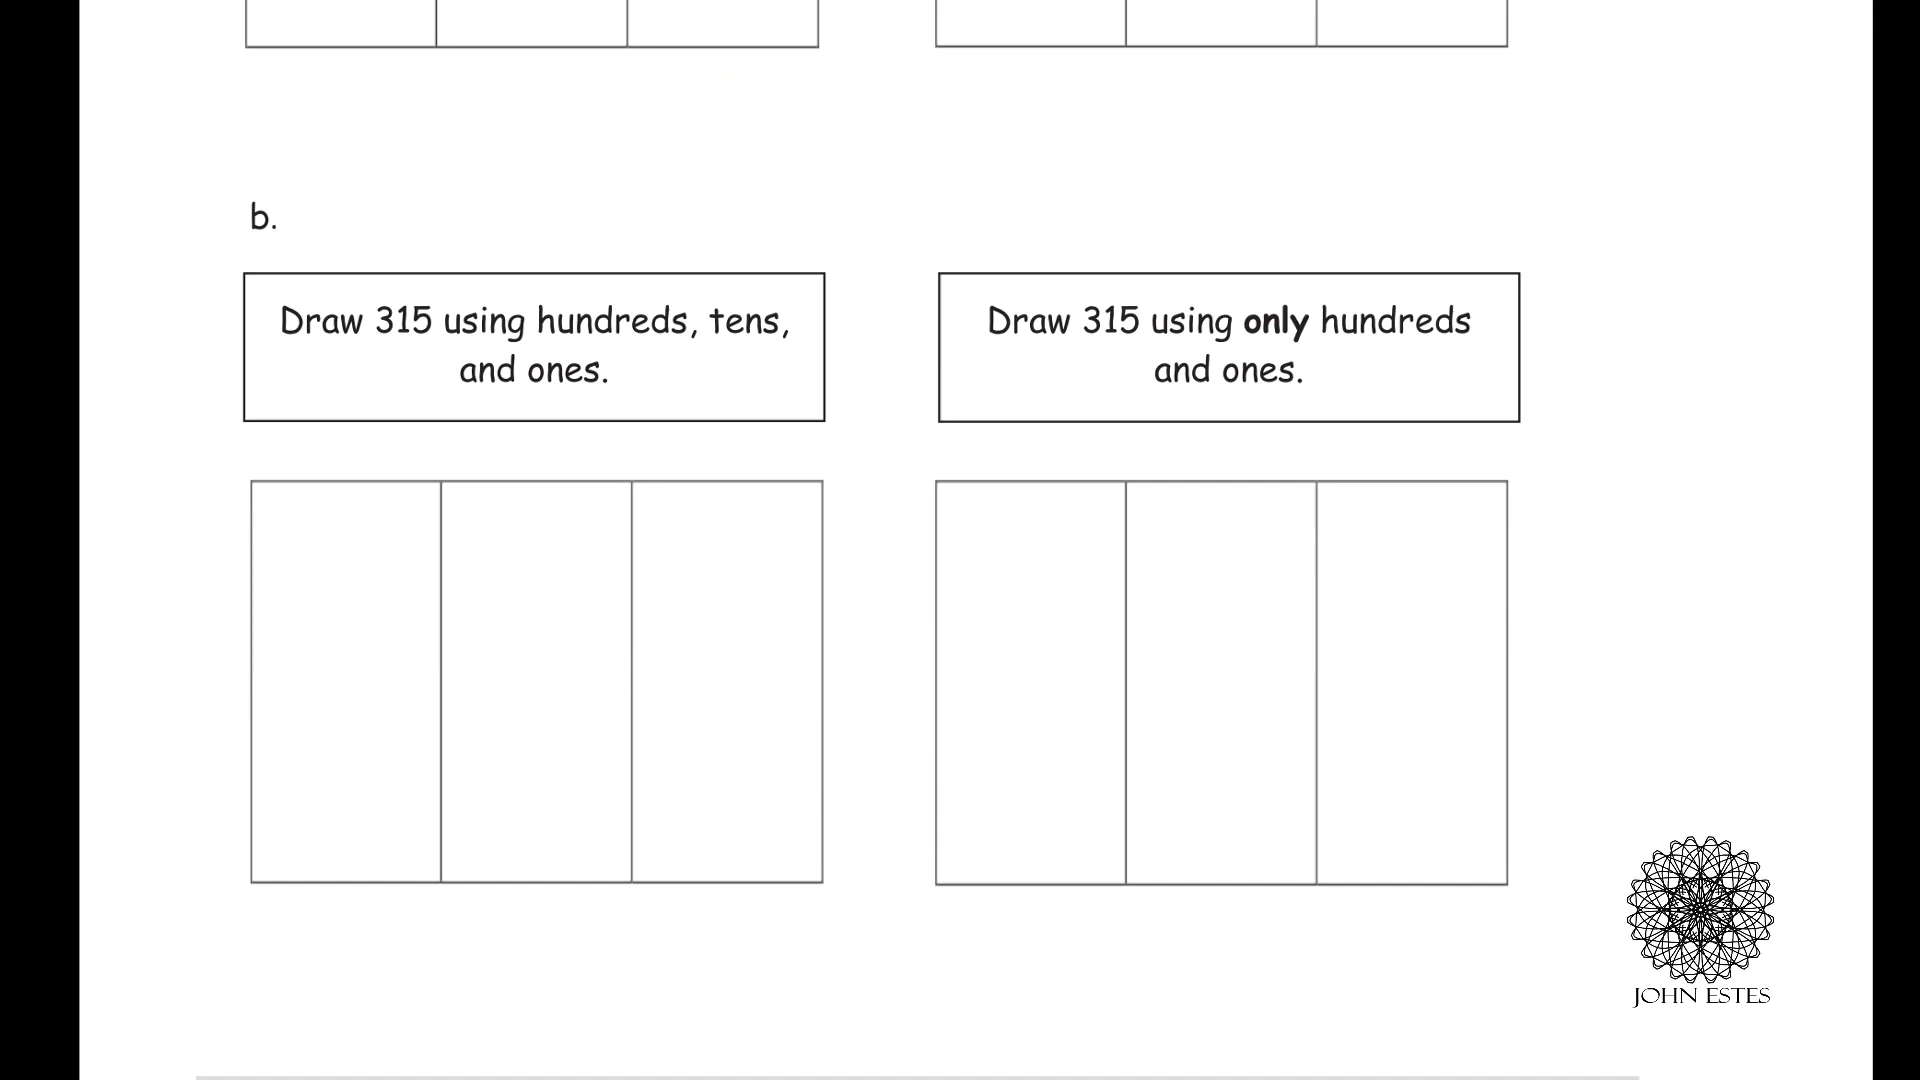 b.
Draw 315 using hundreds, tens,
and ones.
Draw 315 using only hundreds
and ones.
JOHN ESTES